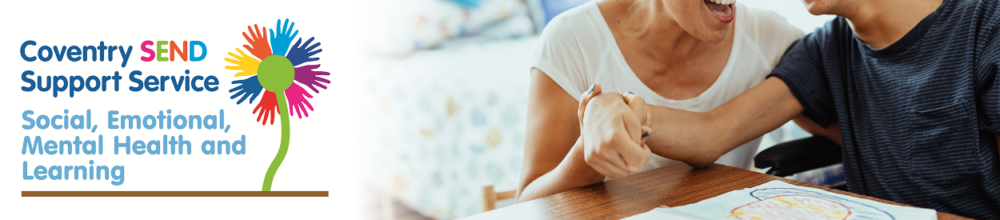 Coventry SEND
Support Service
Social, Emotional,
Mental Health and
Learning